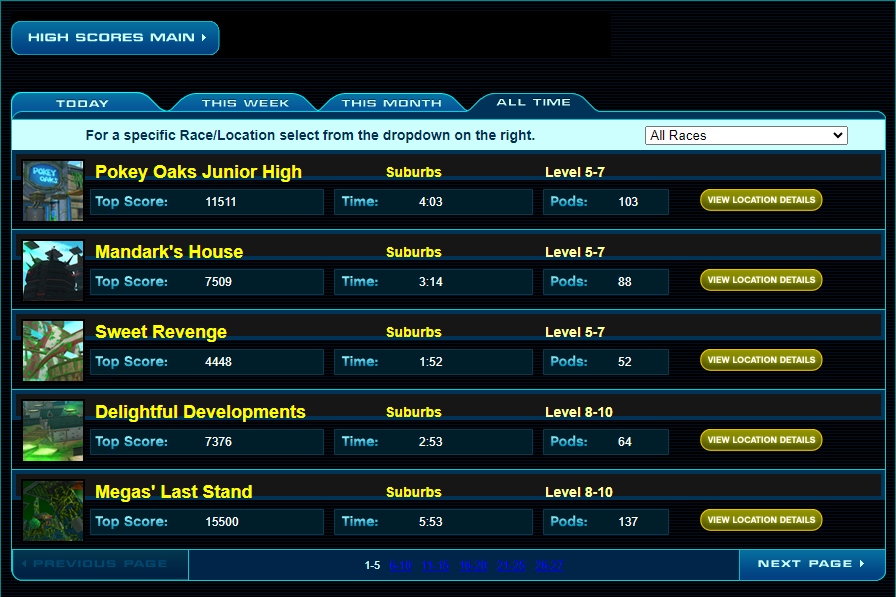 HIGH SCORES MAIN
TODAY THIS WEEK THIS MONTH ALL TIME
For a specific Race/Location select from the dropdown on the right. All Races
POKEY OAKS
Pokey Oaks Junior High Suburbs Level 5-7
Top Score: 11511 Time: 4:03 Pods: 103 VIEW LOCATION DETAILS
Mandark's House Suburbs Level 5-7
Top Score: 7509 Time: 3:14 Pods: 88 VIEW LOCATION DETAILS
Sweet Revenge Suburbs Level 5-7
Top Score: 4448 Time: 1:52 Pods: 52 VIEW LOCATION DETAILS
Delightful Developments Suburbs Level 8-10
Top Score: 7376 Time: 2:53 Pods: 64 VIEW LOCATION DETAILS
Megas' Last Stand Suburbs Level 8-10
Top Score: 15500 Time: 5:53 Pods: 137 VIEW LOCATION DETAILS
PREVIOUS PAGE 1-5 6-10 11-15 16-20 21-25 26-27 NEXT PAGE